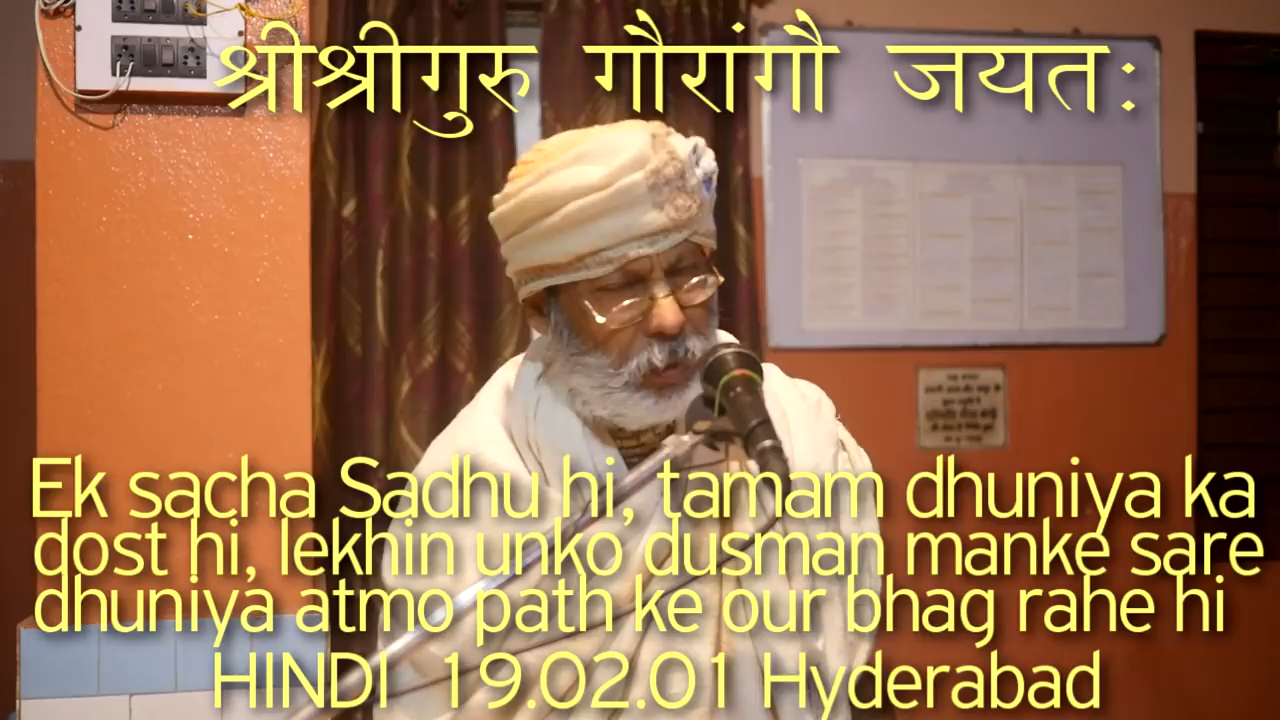 श्रीश्रीगुरु गौरांगौ जयतः
Ek sacha Sadhu hi, tamam dhuniya ka
dost hi, lekhin unko dusman manke sare
dhuniya atmo path ke our bhag rahe hi
HINDI 19.02.01 Hyderabad